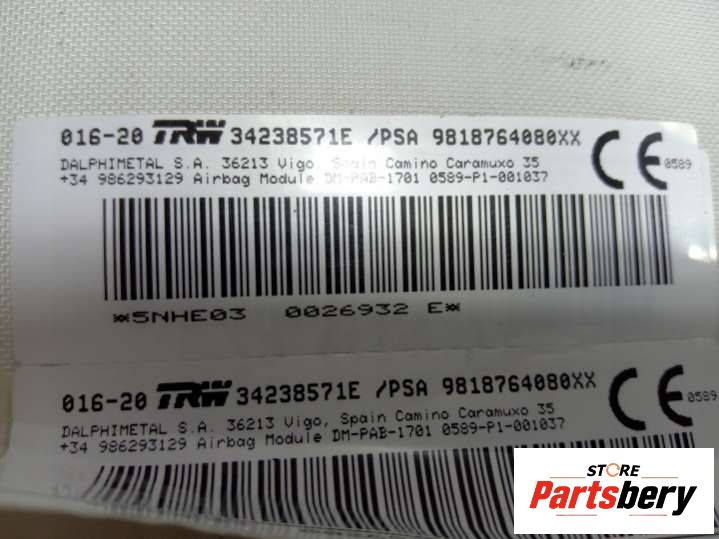 016-20 TRW 34238571E /PSA 9818764080XX
DALPHIMETAL S.A. 36213 Vigo, Spain Camino Caramuxo 35
+34 986293129 Airbag Module DM-PAB-1701 0589-P1-001037
CE 0589
*5NHE03 0026932 E*
016-20 TRW 34238571E /PSA 9818764080XX
DALPHIMETAL S.A. 36213 Vigo, Spain Camino Caramuxo 35
+34 986293129 Airbag Module DM-PAB-1701 0589-P1-001037
CE 0589
STORE
Partsbery